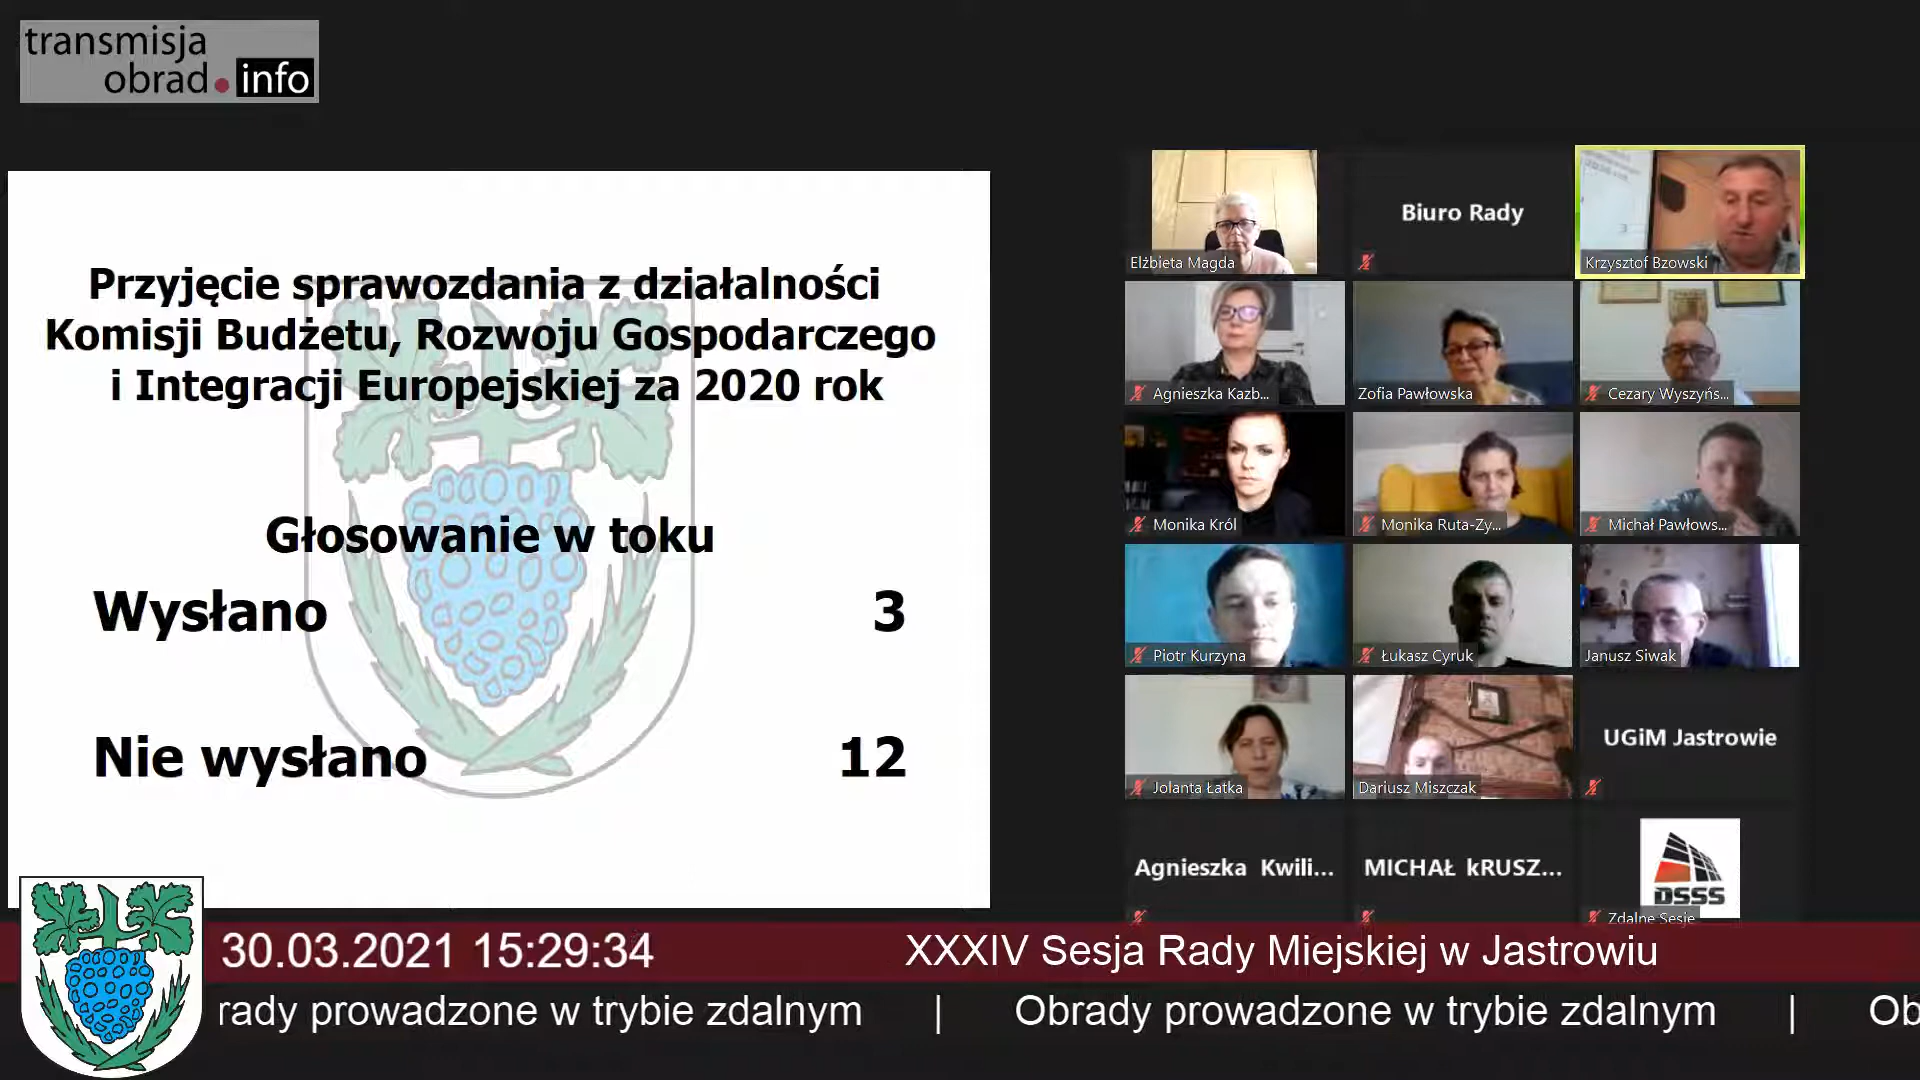 transmisja
obrad.info
Przyjęcie sprawozdania z działalności
Komisji Budżetu, Rozwoju Gospodarczego
i Integracji Europejskiej za 2020 rok
Głosowanie w toku
Wysłano 3
Nie wysłano 12
Elżbieta Magda
Biuro Rady
Krzysztof Bzowski
Agnieszka Kazb...
Zofia Pawłowska
Cezary Wyszyńs...
Monika Król
Monika Ruta-Zy...
Michał Pawłows...
Piotr Kurzyna
Łukasz Cyruk
Janusz Siwak
Jolanta Łatka
Dariusz Miszczak
UGiM Jastrowie
Agnieszka Kwili...
MICHAŁ kRUSZ...
DSSS
Zdalne Sesje
30.03.2021 15:29:34
XXXIV Sesja Rady Miejskiej w Jastrowiu
rady prowadzone w trybie zdalnym | Obrady prowadzone w trybie zdalnym | Ob